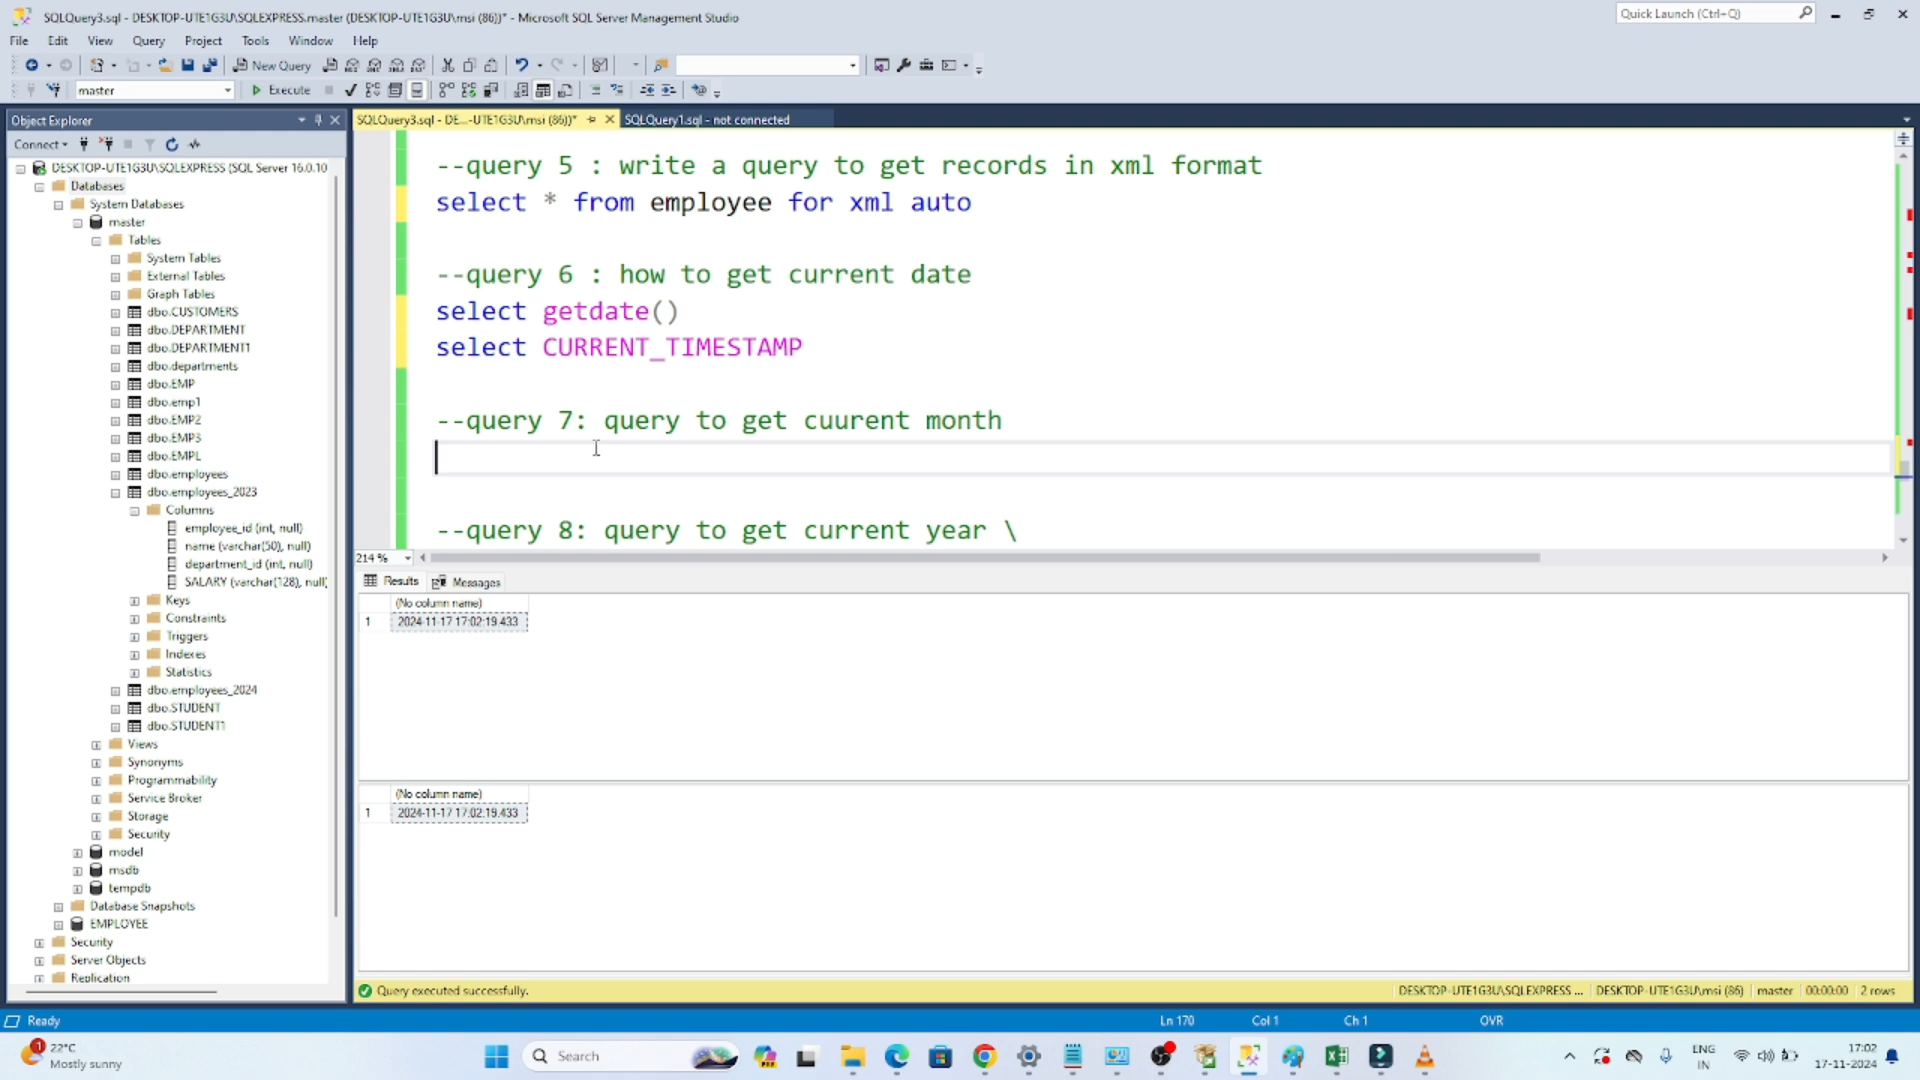 SQLQuery3.sql - DESKTOP-UTE1G3U\SQLEXPRESS.master (DESKTOP-UTE1G3U\msi (86))* - Microsoft SQL Server Management Studio
Quick Launch (Ctrl+Q)
File Edit View Query Project Tools Window Help
New Query
master
Execute
Object Explorer
SQLQuery3.sql - DE...-UTE1G3U\msi (86))*
SQLQuery1.sql - not connected
Connect
DESKTOP-UTE1G3U\SQLEXPRESS (SQL Server 16.0.10
Databases
System Databases
master
Tables
System Tables
External Tables
Graph Tables
dbo.CUSTOMERS
dbo.DEPARTMENT
dbo.DEPARTMENT1
dbo.departments
dbo.EMP
dbo.emp1
dbo.EMP2
dbo.EMP3
dbo.EMPL
dbo.employees
dbo.employees_2023
Columns
employee_id (int, null)
name (varchar(50), null)
department_id (int, null)
SALARY (varchar(128), null)
Keys
Constraints
Triggers
Indexes
Statistics
dbo.employees_2024
dbo.STUDENT
dbo.STUDENT1
Views
Synonyms
Programmability
Service Broker
Storage
Security
model
msdb
tempdb
Database Snapshots
EMPLOYEE
Security
Server Objects
Replication
--query 5 : write a query to get records in xml format
select * from employee for xml auto
--query 6 : how to get current date
select getdate()
select CURRENT_TIMESTAMP
--query 7: query to get cuurent month
--query 8: query to get current year \
214 %
Results Messages
(No column name)
1 2024-11-17 17:02:19.433
(No column name)
1 2024-11-17 17:02:19.433
Query executed successfully.
DESKTOP-UTE1G3U\SQLEXPRESS ... DESKTOP-UTE1G3U\msi (86) master 00:00:00 2 rows
Ready
Ln 170 Col 1 Ch 1 OVR
1
22°C
Mostly sunny
Search
ENG
IN
17:02
17-11-2024